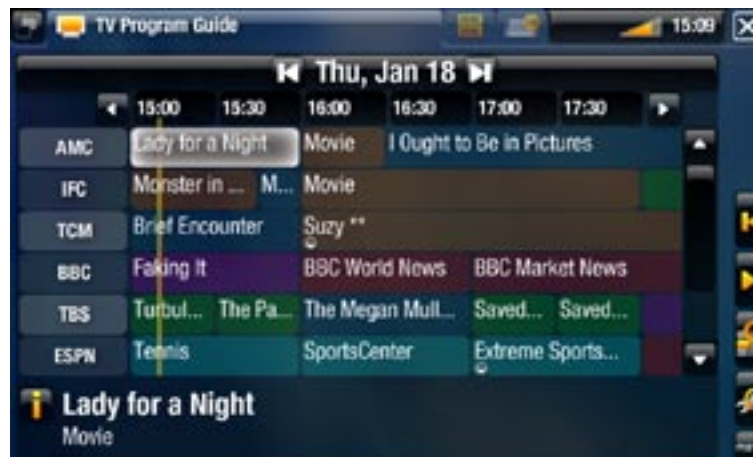 TV Program Guide 15:09
Thu, Jan 18
15:00 15:30 16:00 16:30 17:00 17:30
AMC Lady for a Night Movie I Ought to Be in Pictures
IFC Monster in ... M... Movie
TCM Brief Encounter Suzy **
BBC Faking It BBC World News BBC Market News
TBS Turbul... The Pa... The Megan Mull... Saved... Saved...
ESPN Tennis SportsCenter Extreme Sports...
Lady for a Night
Movie